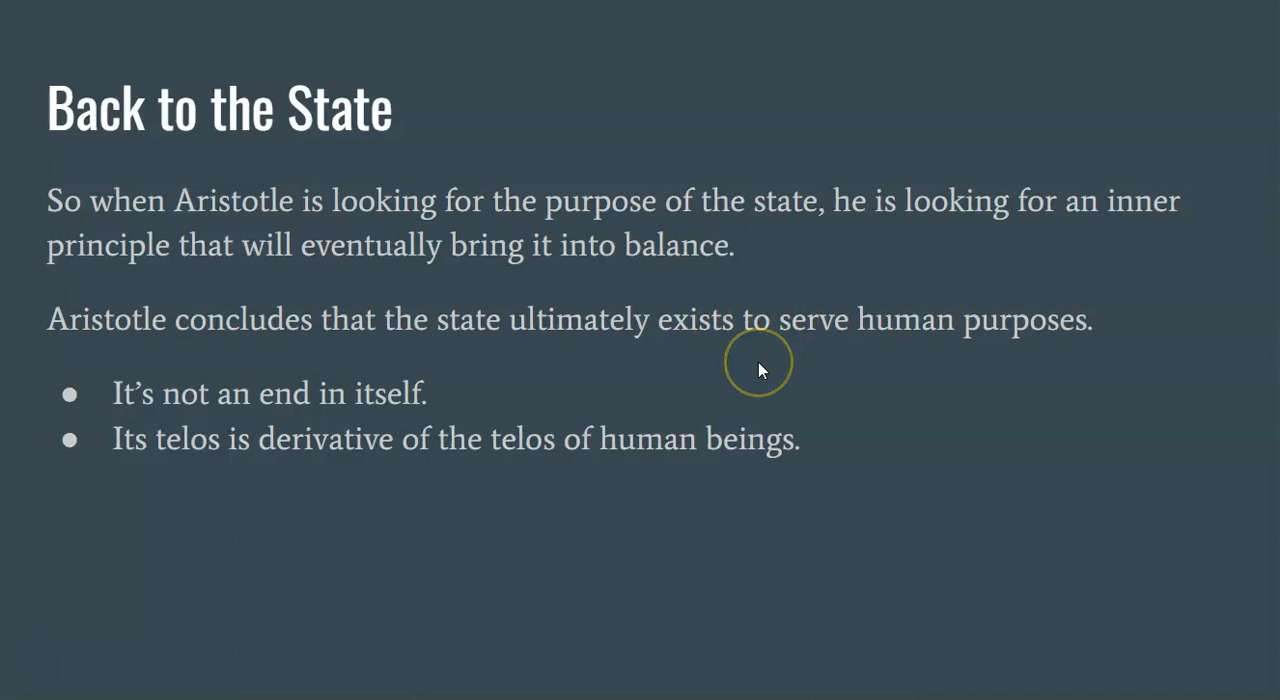 Back to the State
So when Aristotle is looking for the purpose of the state, he is looking for an inner
principle that will eventually bring it into balance.
Aristotle concludes that the state ultimately exists to serve human purposes.
● It’s not an end in itself.
● Its telos is derivative of the telos of human beings.